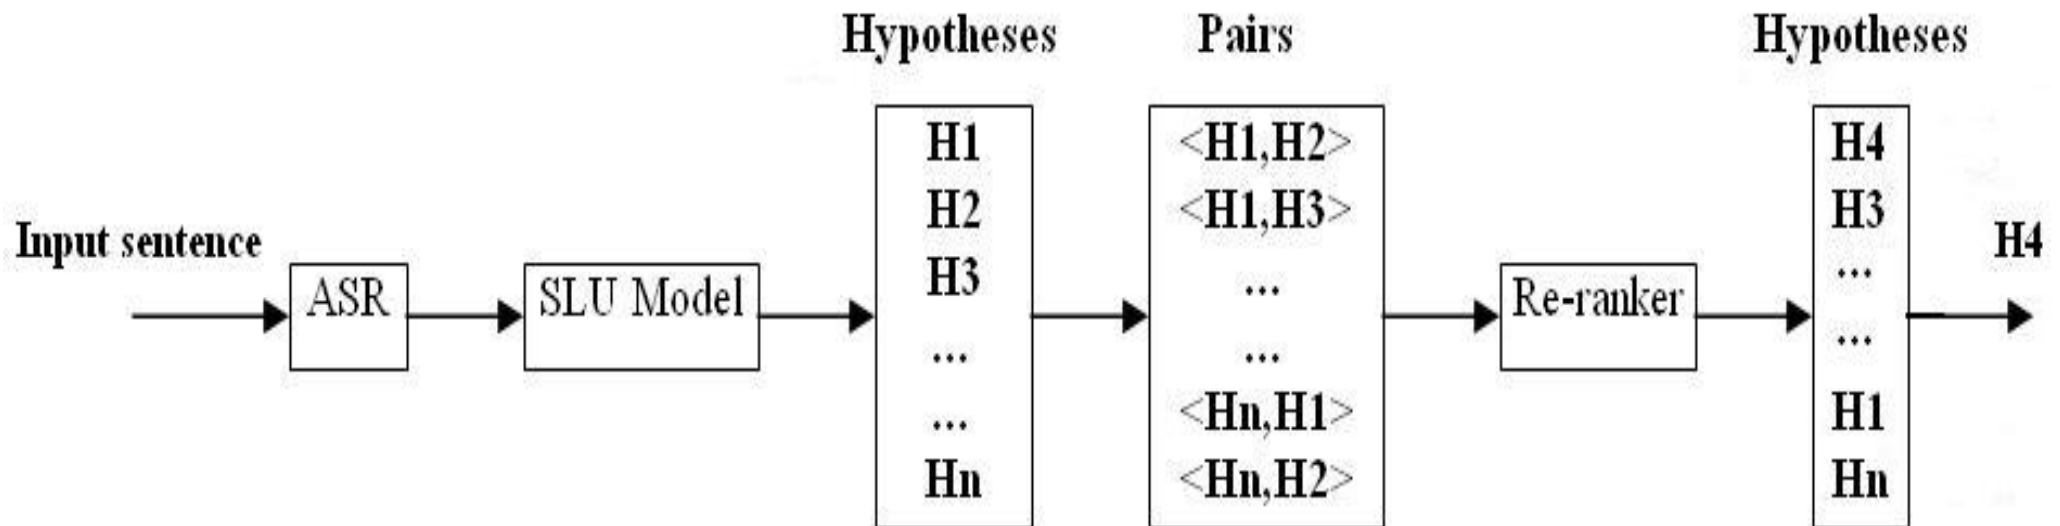 Hypotheses
Pairs
Hypotheses
Input sentence
ASR
SLU Model
H1
H2
H3
...
...
Hn
<H1,H2>
<H1,H3>
...
...
<Hn,H1>
<Hn,H2>
Re-ranker
H4
H3
...
...
H1
Hn
H4